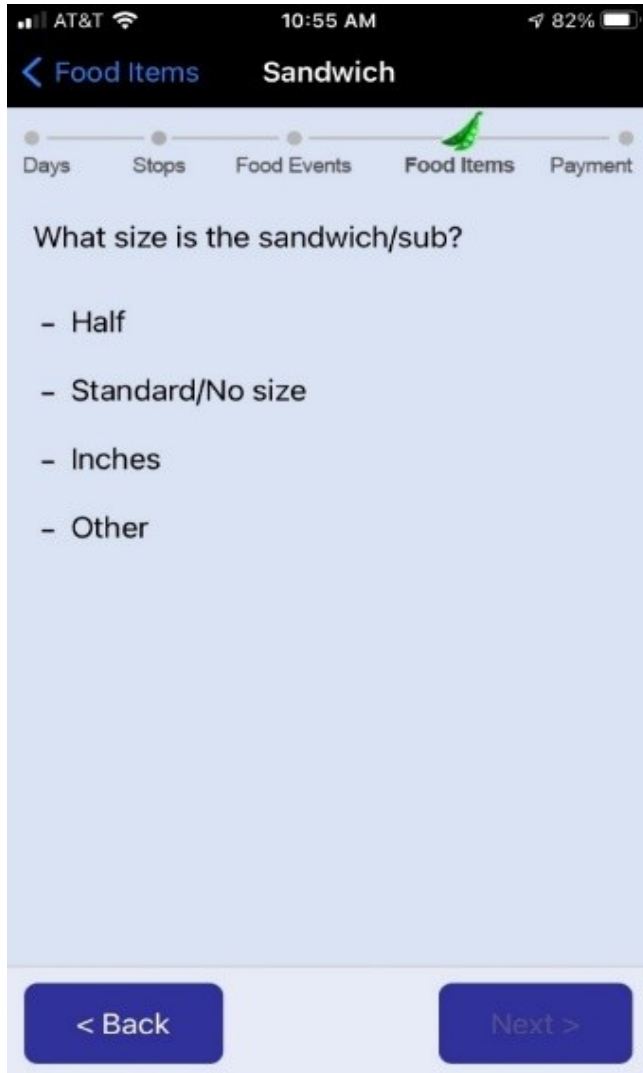 AT&T 10:55 AM 82%
< Food Items Sandwich
Days Stops Food Events Food Items Payment
What size is the sandwich/sub?
- Half
- Standard/No size
- Inches
- Other
< Back Next >